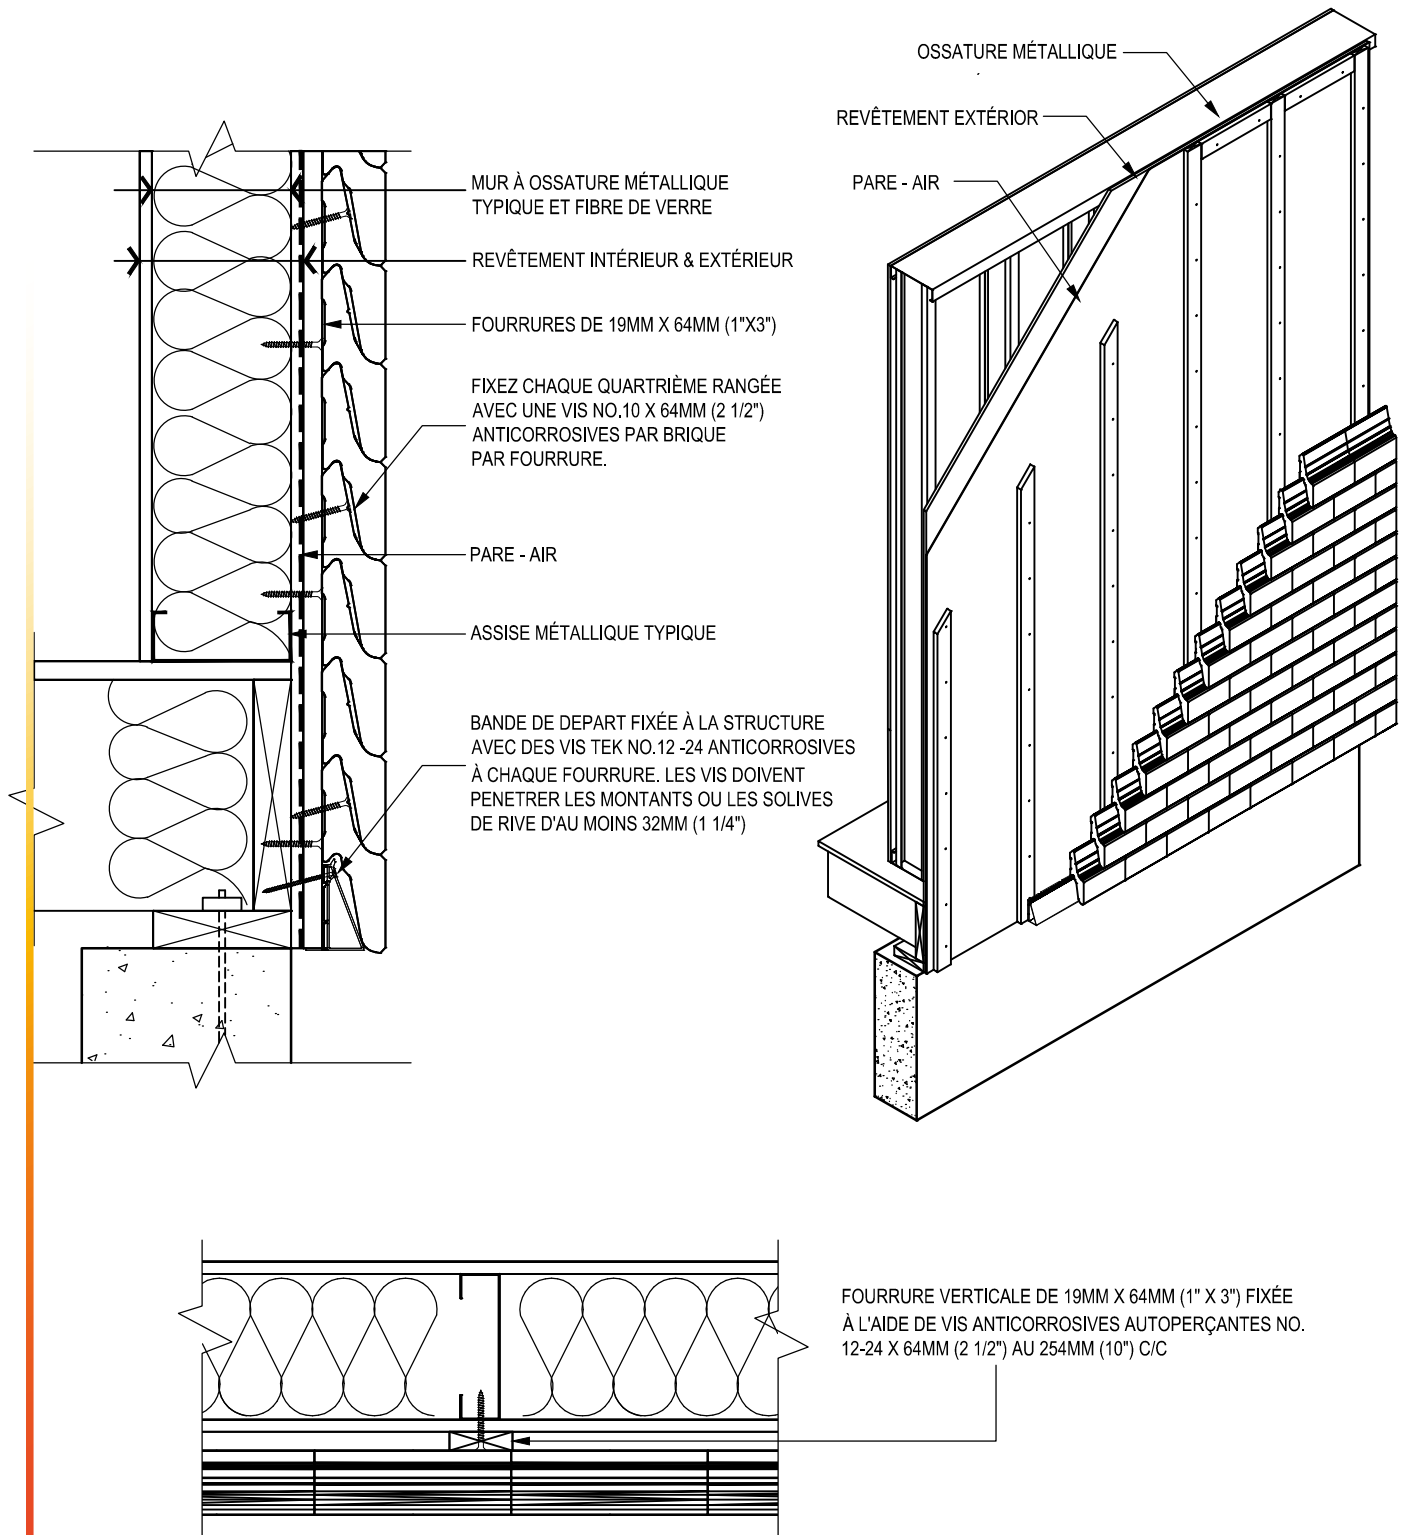 OSSATURE MÉTALLIQUE
REVÊTEMENT EXTÉRIOR
PARE - AIR
MUR À OSSATURE MÉTALLIQUE
TYPIQUE ET FIBRE DE VERRE
REVÊTEMENT INTÉRIEUR & EXTÉRIEUR
FOURRURES DE 19MM X 64MM (1"X3")
FIXEZ CHAQUE QUARTRIÈME RANGÉE
AVEC UNE VIS NO.10 X 64MM (2 1/2")
ANTICORROSIVES PAR BRIQUE
PAR FOURRURE.
PARE - AIR
ASSISE MÉTALLIQUE TYPIQUE
BANDE DE DEPART FIXÉE À LA STRUCTURE
AVEC DES VIS TEK NO.12 -24 ANTICORROSIVES
À CHAQUE FOURRURE. LES VIS DOIVENT
PENETRER LES MONTANTS OU LES SOLIVES
DE RIVE D'AU MOINS 32MM (1 1/4")
FOURRURE VERTICALE DE 19MM X 64MM (1" X 3") FIXÉE
À L'AIDE DE VIS ANTICORROSIVES AUTOPERÇANTES NO.
12-24 X 64MM (2 1/2") AU 254MM (10") C/C